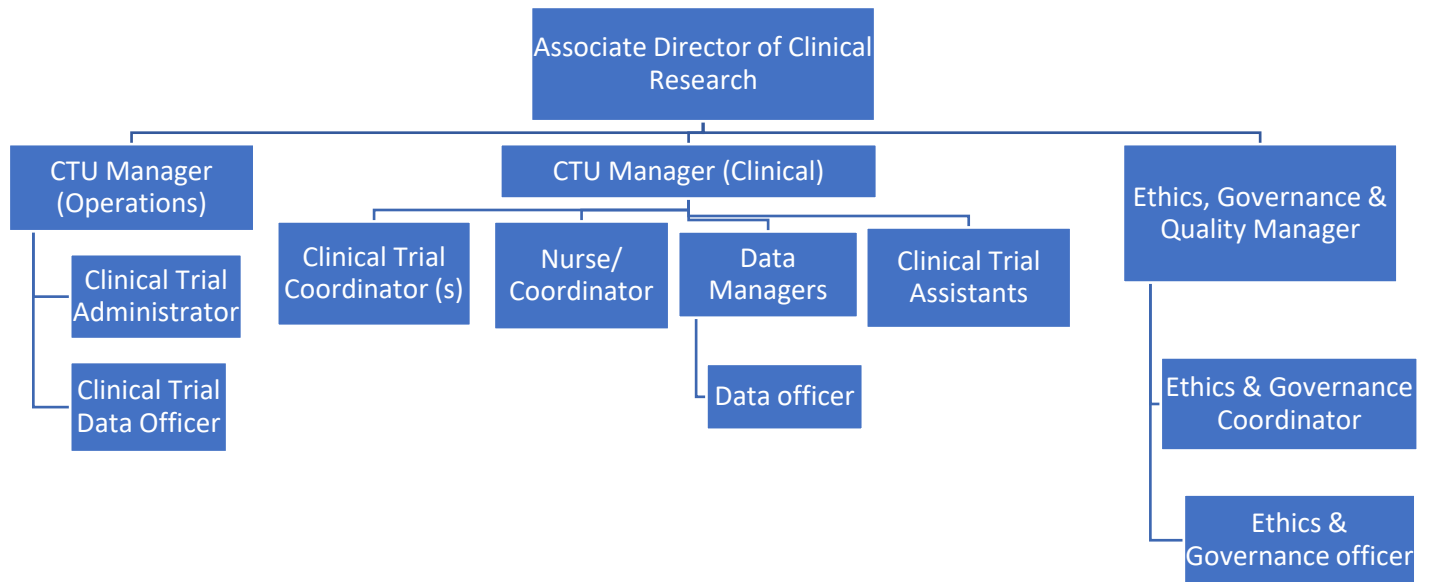 Associate Director of Clinical
Research
CTU Manager
(Operations)
CTU Manager (Clinical)
Ethics, Governance &
Quality Manager
Clinical Trial
Administrator
Clinical Trial
Data Officer
Clinical Trial
Coordinator (s)
Nurse/
Coordinator
Data
Managers
Clinical Trial
Assistants
Data officer
Ethics & Governance
Coordinator
Ethics &
Governance officer